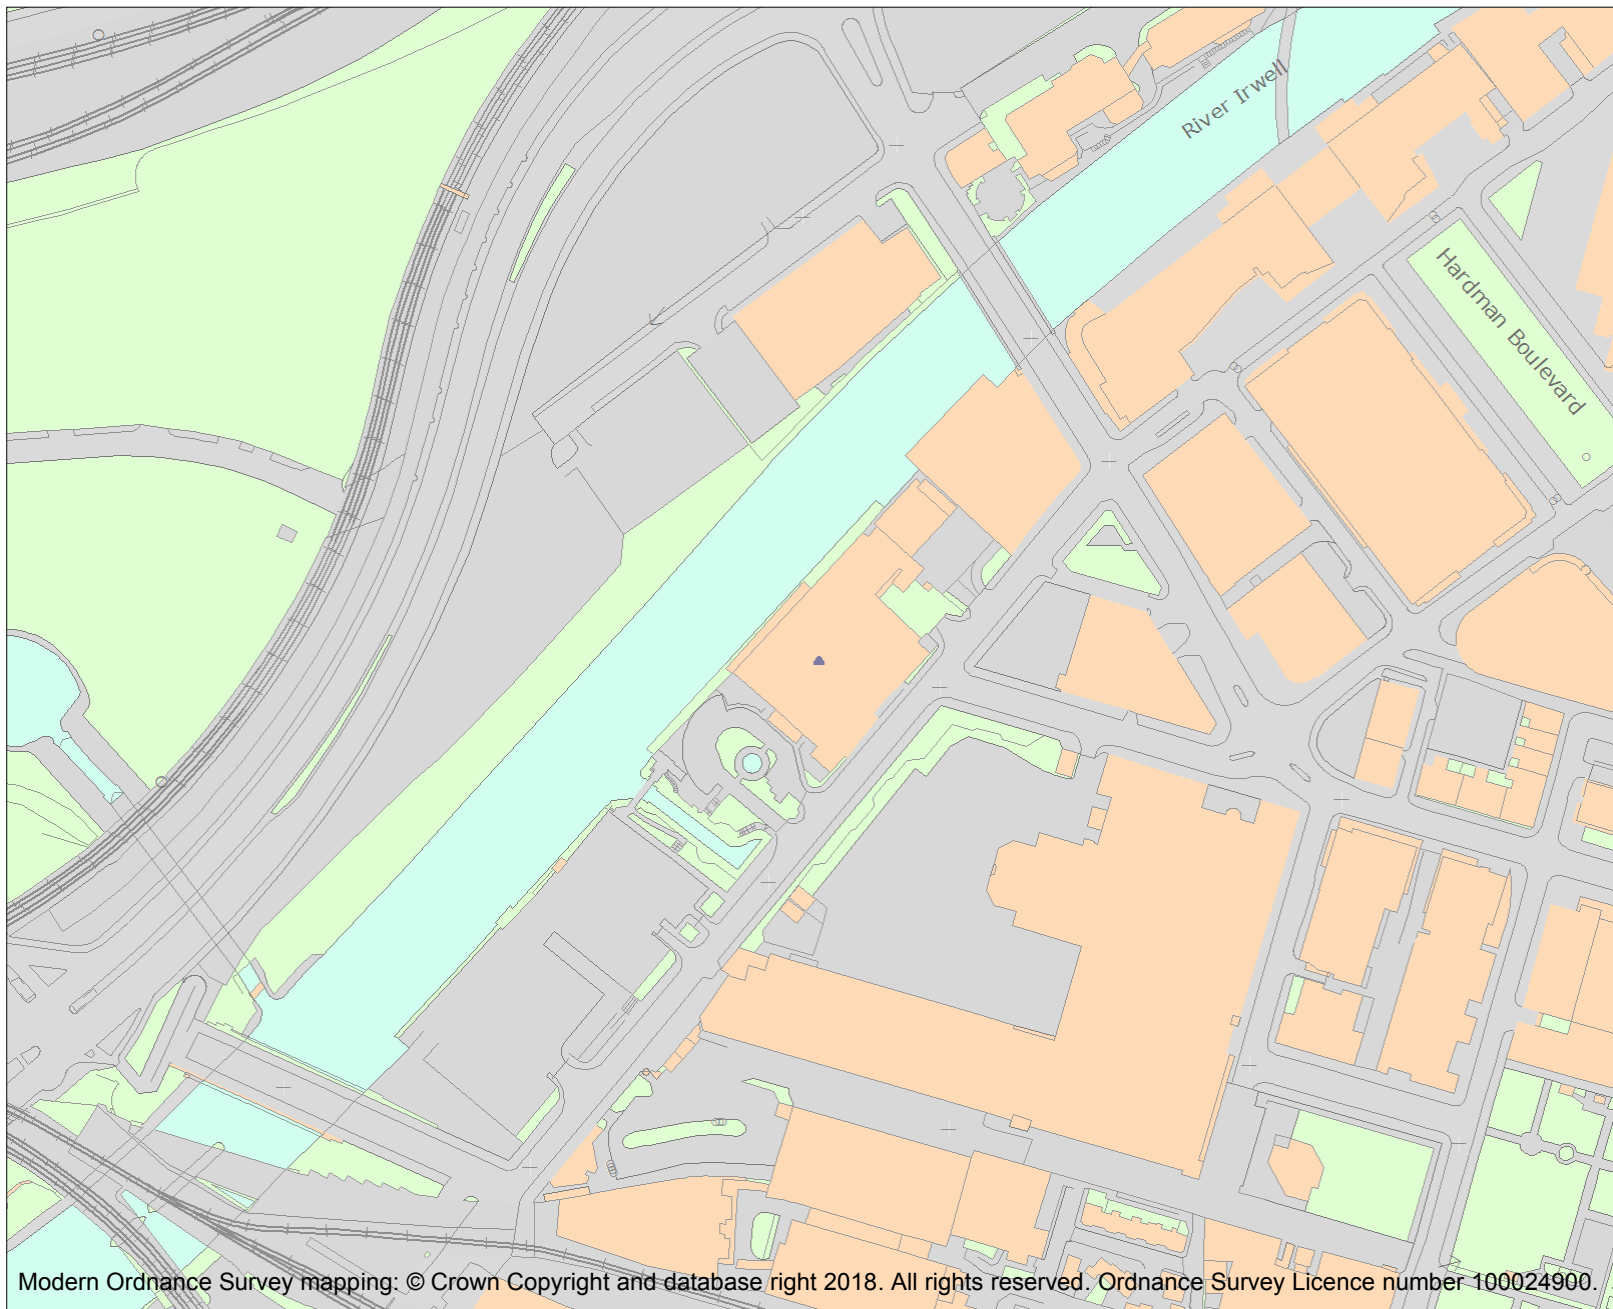 River Irwell
Hardman Boulevard
Modern Ordnance Survey mapping: © Crown Copyright and database right 2018. All rights reserved. Ordnance Survey Licence number 100024900.